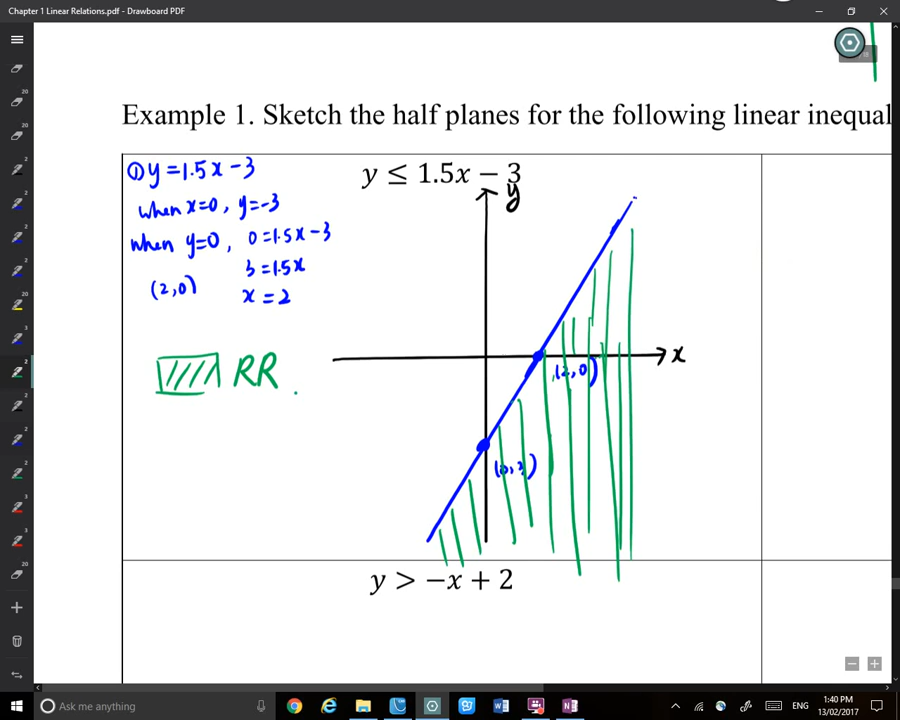 Chapter 1 Linear Relations.pdf - Drawboard PDF
Example 1. Sketch the half planes for the following linear inequal
① y = 1.5x - 3
when x=0, y=-3
when y=0, 0=1.5x-3
3=1.5x
(2,0) x = 2
y ≤ 1.5x − 3
y
x
(2,0)
RR
y > −x + 2
Ask me anything
ENG
1:40 PM
13/02/2017